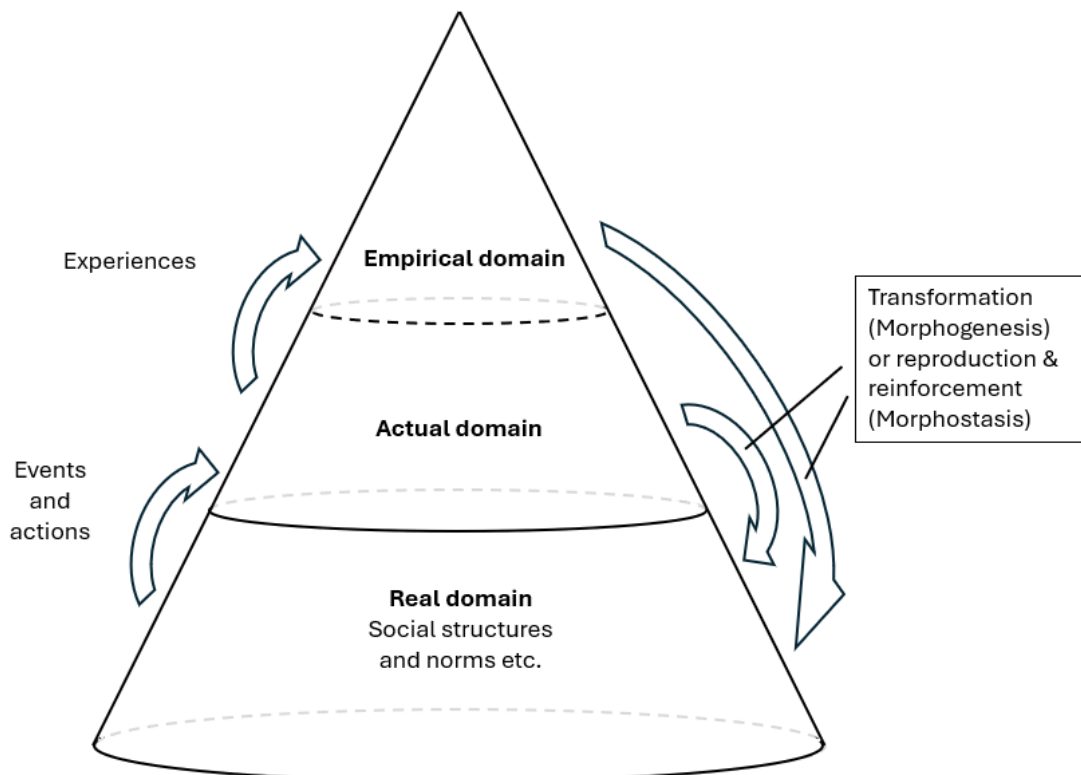 Experiences
Empirical domain
Transformation
(Morphogenesis)
or reproduction &
reinforcement
(Morphostasis)
Actual domain
Events
and
actions
Real domain
Social structures
and norms etc.